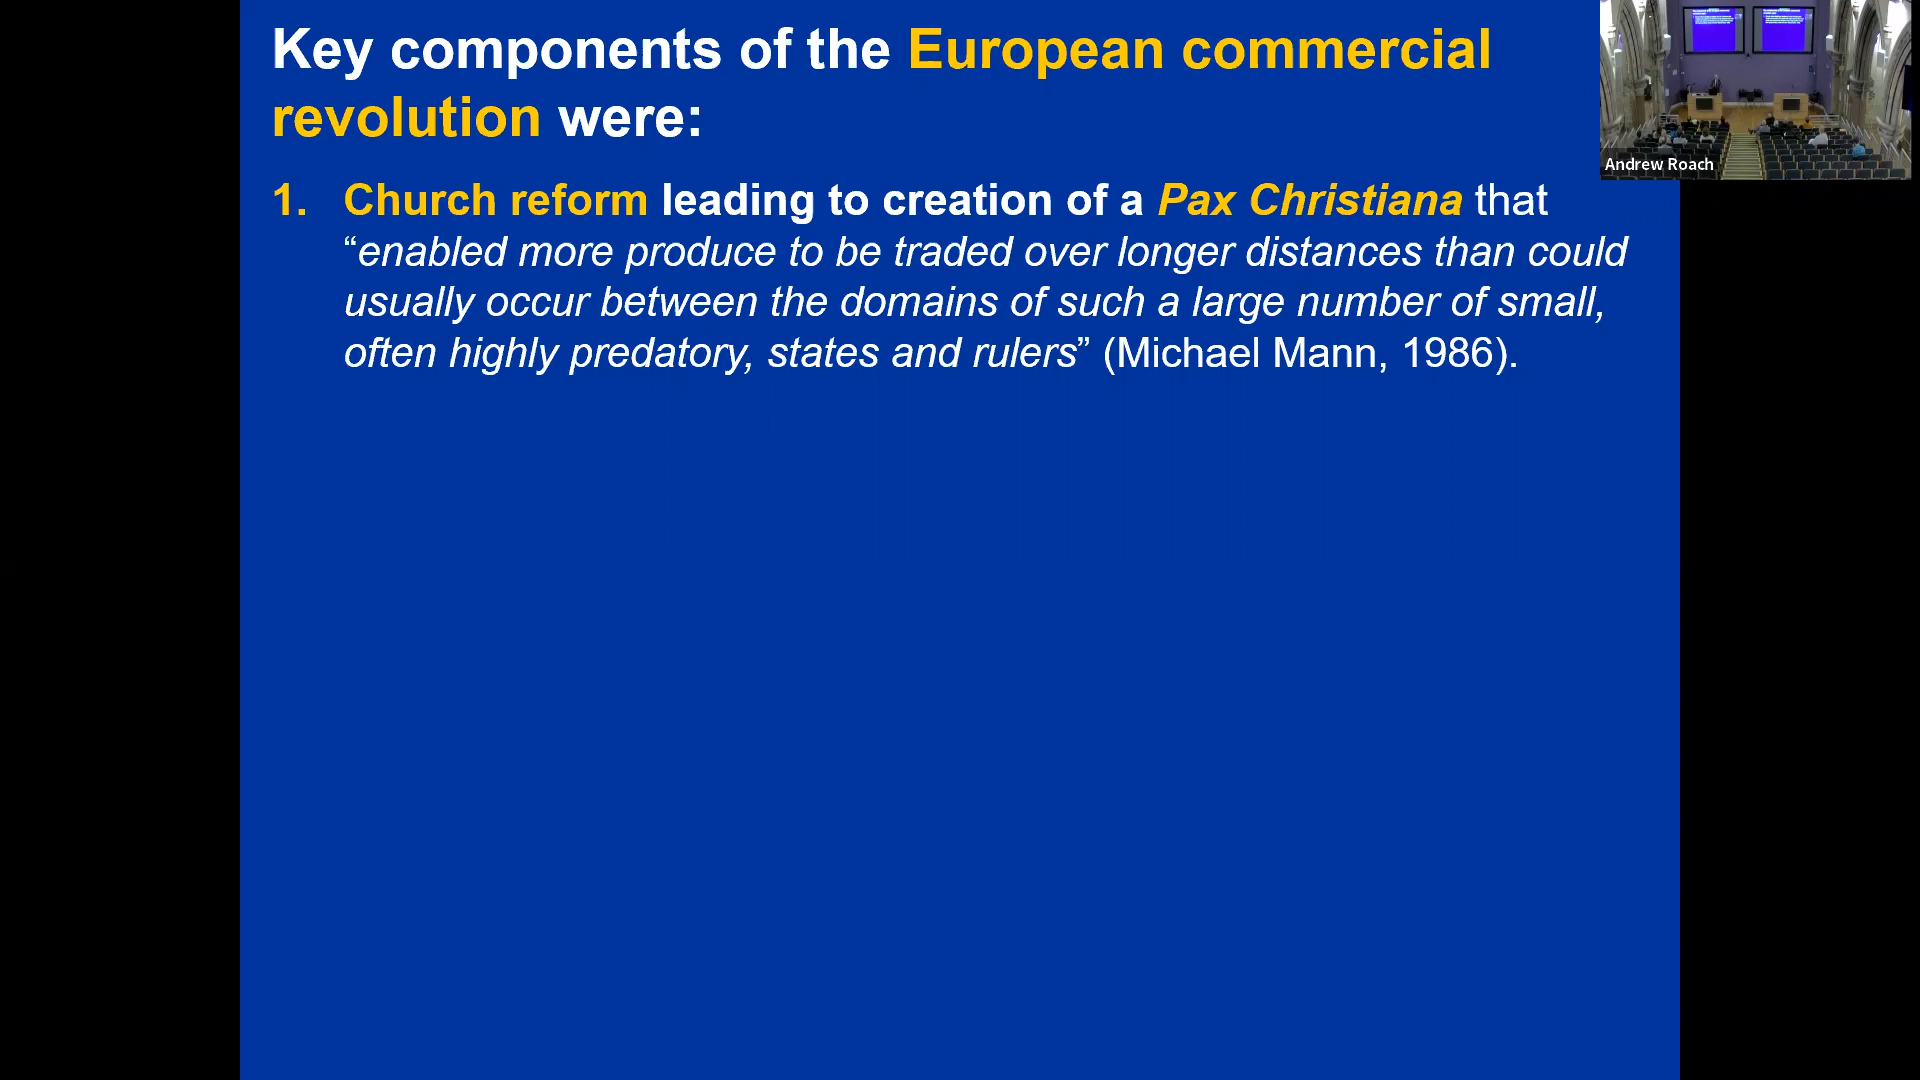 Key components of the European commercial
revolution were:
1. Church reform leading to creation of a Pax Christiana that
“enabled more produce to be traded over longer distances than could
usually occur between the domains of such a large number of small,
often highly predatory, states and rulers” (Michael Mann, 1986).
Andrew Roach